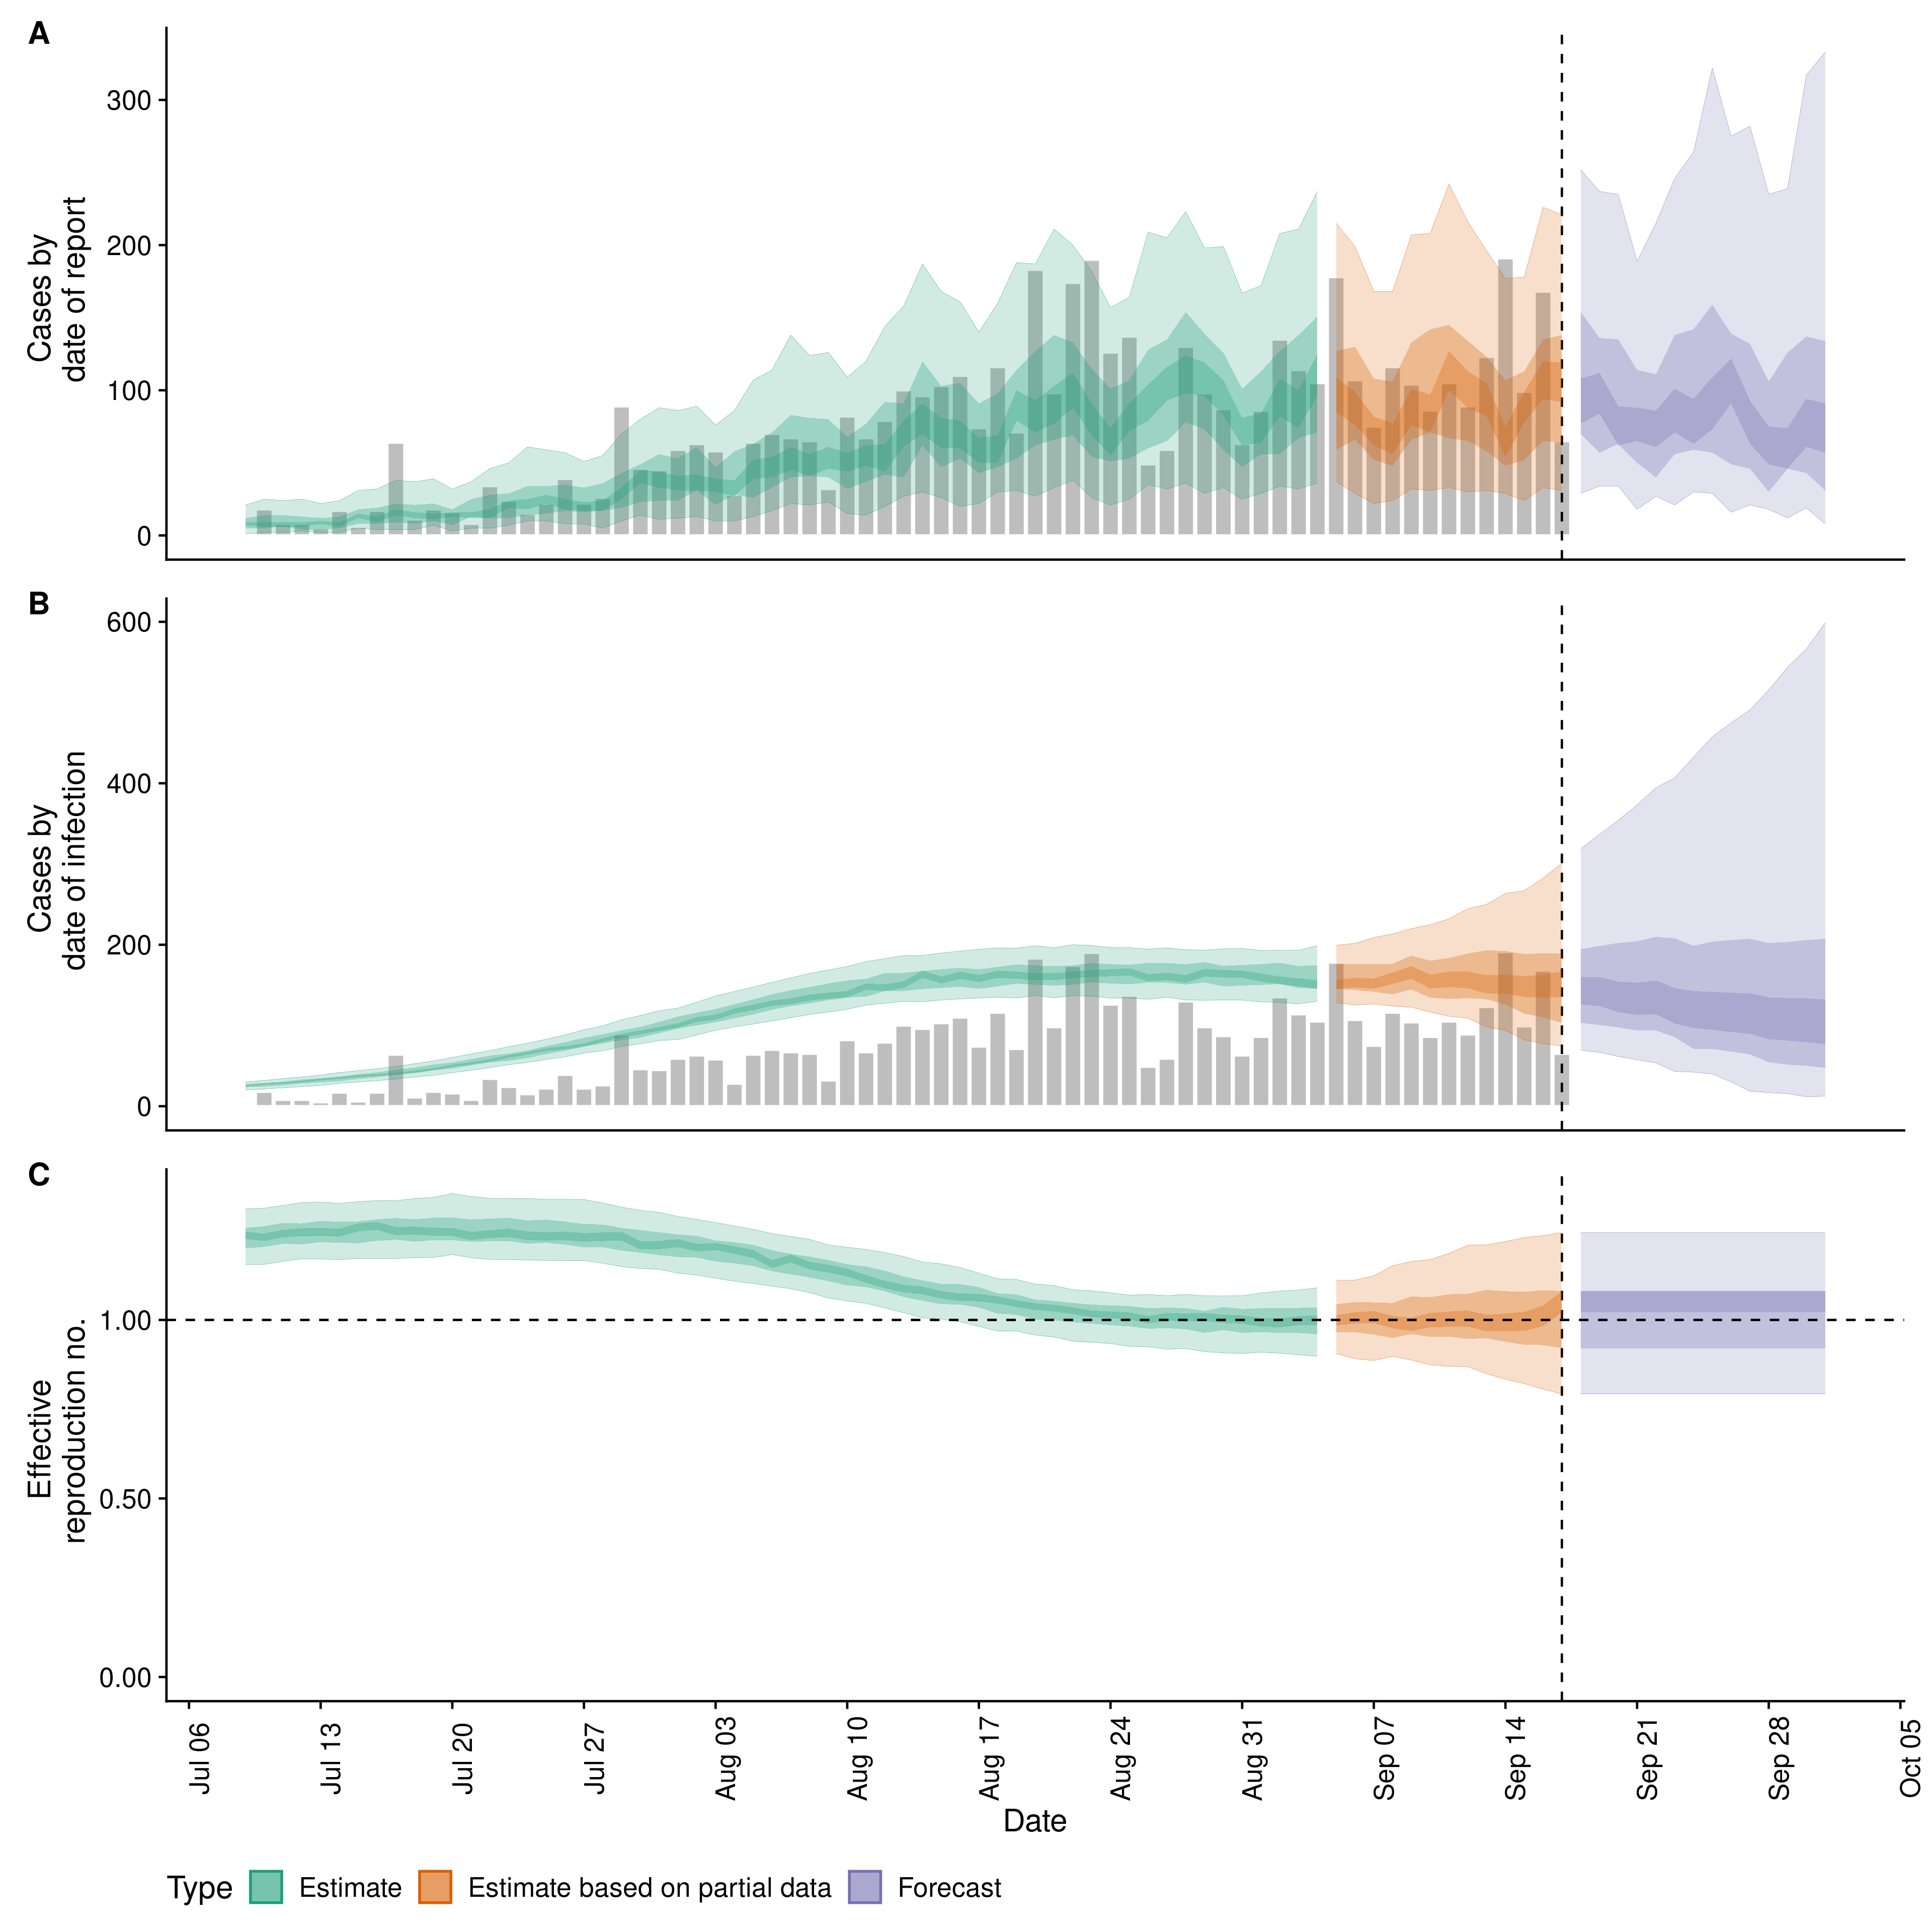 A
Cases by
date of report
300
200
100
0
B
Cases by
date of infection
600
400
200
0
C
Effective
reproduction no.
1.00
0.50
0.00
Jul 06
Jul 13
Jul 20
Jul 27
Aug 03
Aug 10
Aug 17
Aug 24
Aug 31
Sep 07
Sep 14
Sep 21
Sep 28
Oct 05
Date
Type Estimate Estimate based on partial data Forecast